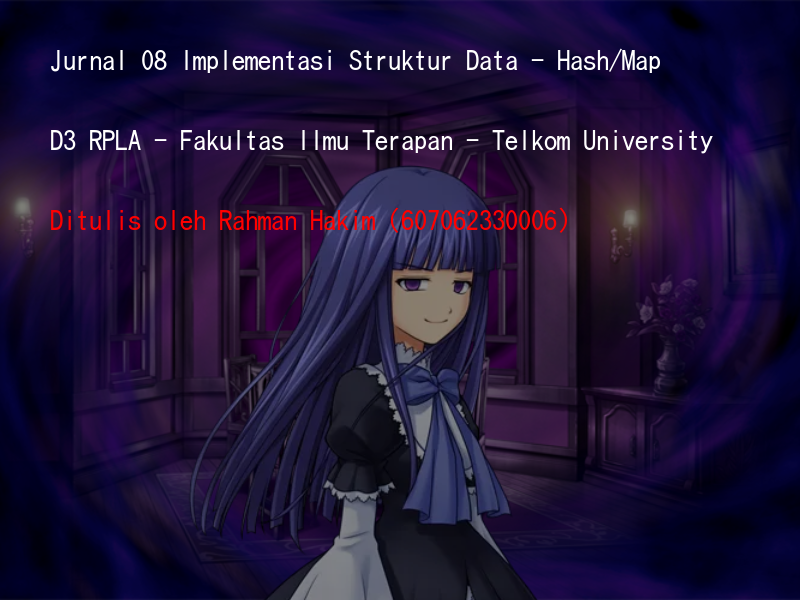 Jurnal 08 Implementasi Struktur Data - Hash/Map
D3 RPLA - Fakultas Ilmu Terapan - Telkom University
Ditulis oleh Rahman Hakim (607062330006)